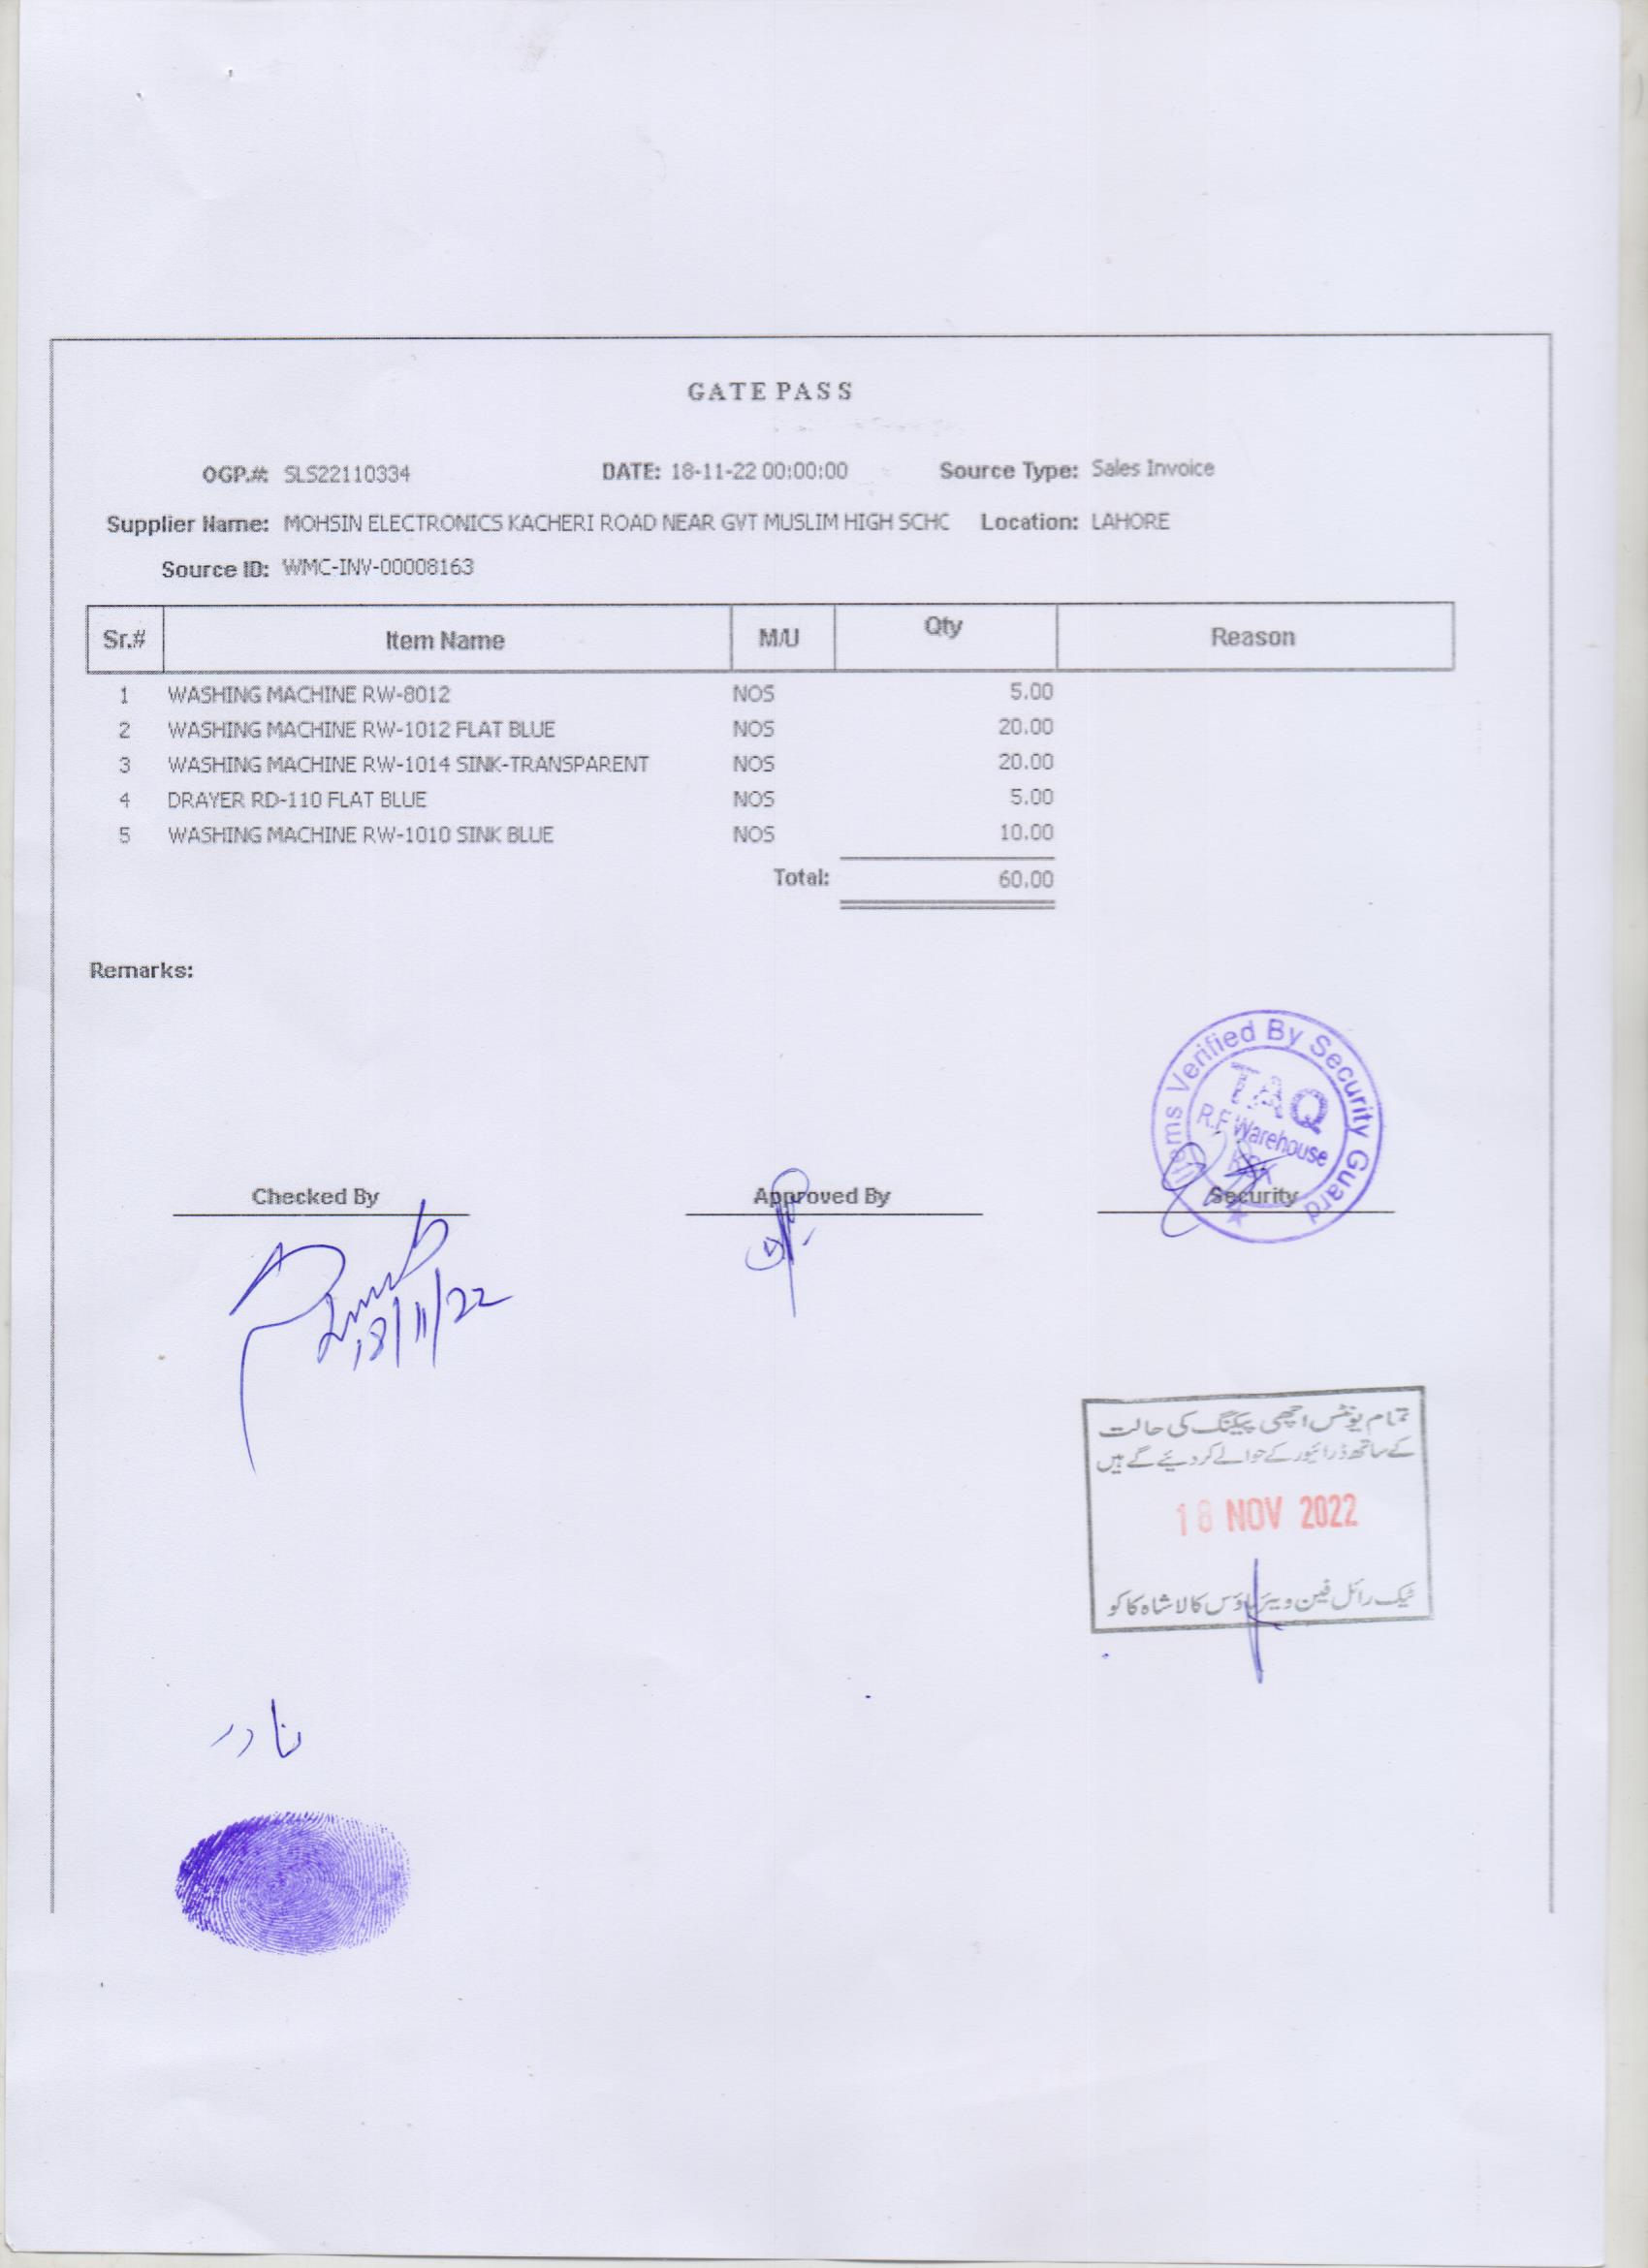 GATE PASS
OGP.#: SLS22110334 DATE: 18-11-22 00:00:00 Source Type: Sales Invoice
Supplier Name: MOHSIN ELECTRONICS KACHERI ROAD NEAR GVT MUSLIM HIGH SCHC Location: LAHORE
Source ID: WMC-INV-00008163
Sr.# Item Name M/U Qty Reason
1 WASHING MACHINE RW-8012 NOS 5.00
2 WASHING MACHINE RW-1012 FLAT BLUE NOS 20.00
3 WASHING MACHINE RW-1014 SINK-TRANSPARENT NOS 20.00
4 DRAYER RD-110 FLAT BLUE NOS 5.00
5 WASHING MACHINE RW-1010 SINK BLUE NOS 10.00
Total: 60.00
Remarks:
Items Verified By Security Guard
TAQ
R.F Warehouse
KSK
Checked By Approved By Security
18/11/22
تمام یونٹس اچھی پیکنگ کی حالت
کے ساتھ ڈرائیور کے حوالے کر دیئے گے ہیں
18 NOV 2022
ٹیک رائل فین ویئر ہاؤس کالا شاہ کاکو
نادر